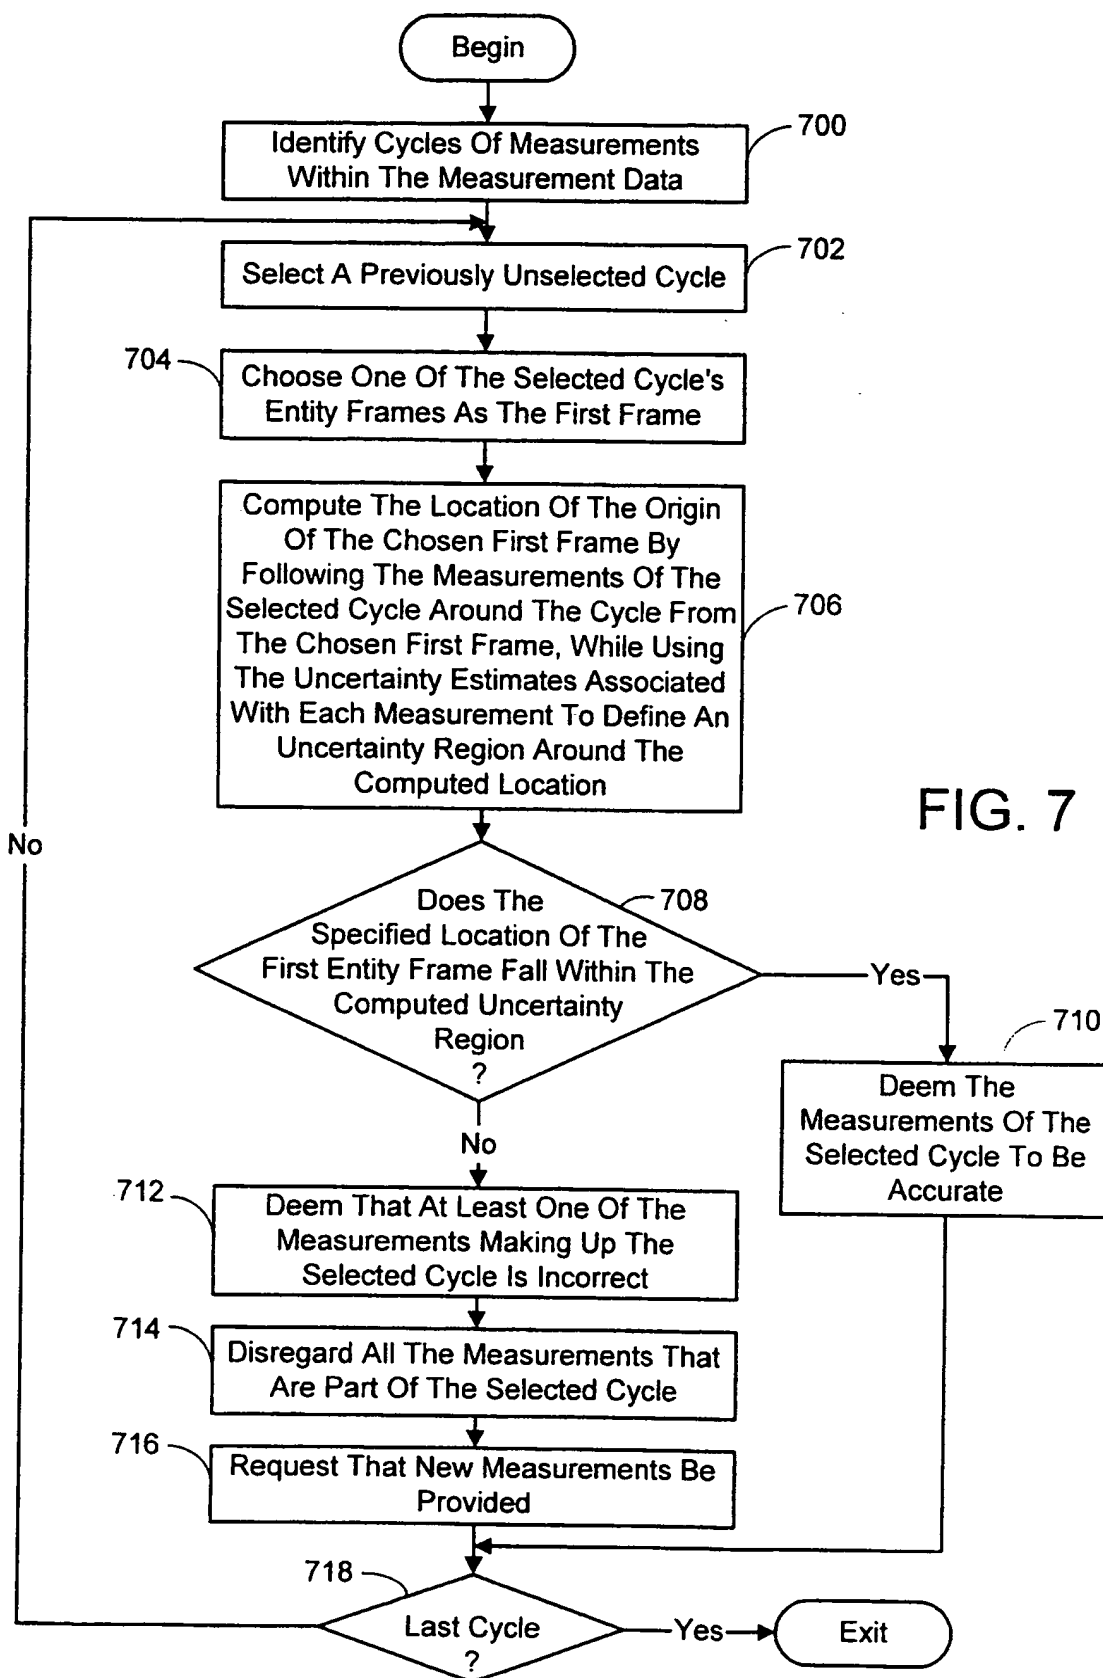 Begin
700
Identify Cycles Of Measurements
Within The Measurement Data
702
Select A Previously Unselected Cycle
704
Choose One Of The Selected Cycle's
Entity Frames As The First Frame
706
Compute The Location Of The Origin
Of The Chosen First Frame By
Following The Measurements Of The
Selected Cycle Around The Cycle From
The Chosen First Frame, While Using
The Uncertainty Estimates Associated
With Each Measurement To Define An
Uncertainty Region Around The
Computed Location
FIG. 7
No
708
Does The
Specified Location Of The
First Entity Frame Fall Within The
Computed Uncertainty
Region
?
Yes
710
Deem The
Measurements Of The
Selected Cycle To Be
Accurate
No
712
Deem That At Least One Of The
Measurements Making Up The
Selected Cycle Is Incorrect
714
Disregard All The Measurements That
Are Part Of The Selected Cycle
716
Request That New Measurements Be
Provided
718
Last Cycle
?
Yes
Exit